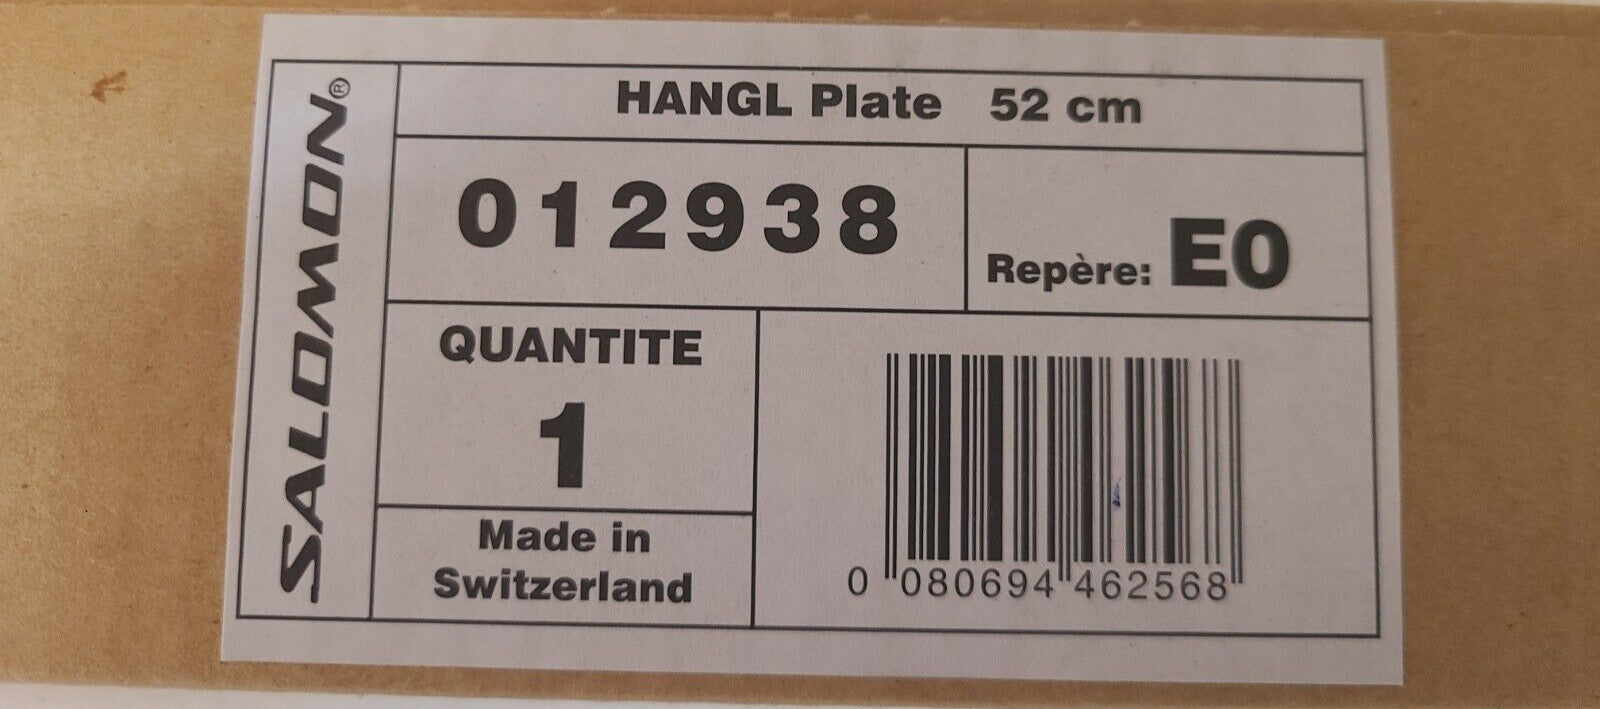 SALOMON®
HANGL Plate 52 cm
012938
Repère: E0
QUANTITE
1
Made in
Switzerland
0 080694 462568